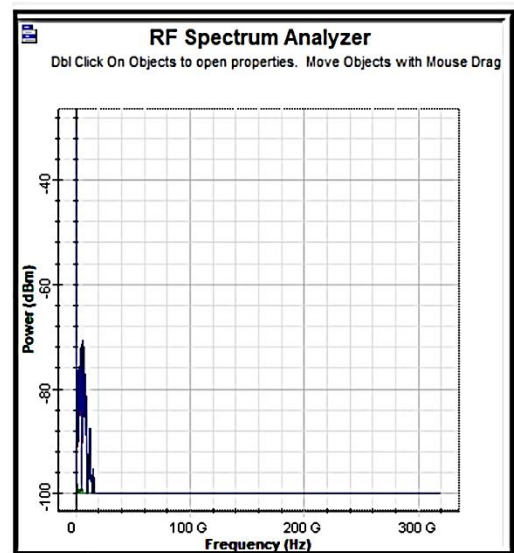 RF Spectrum Analyzer
Dbl Click On Objects to open properties. Move Objects with Mouse Drag
Power (dBm)
-40
-60
-80
-100
0
100 G
200 G
300 G
Frequency (Hz)